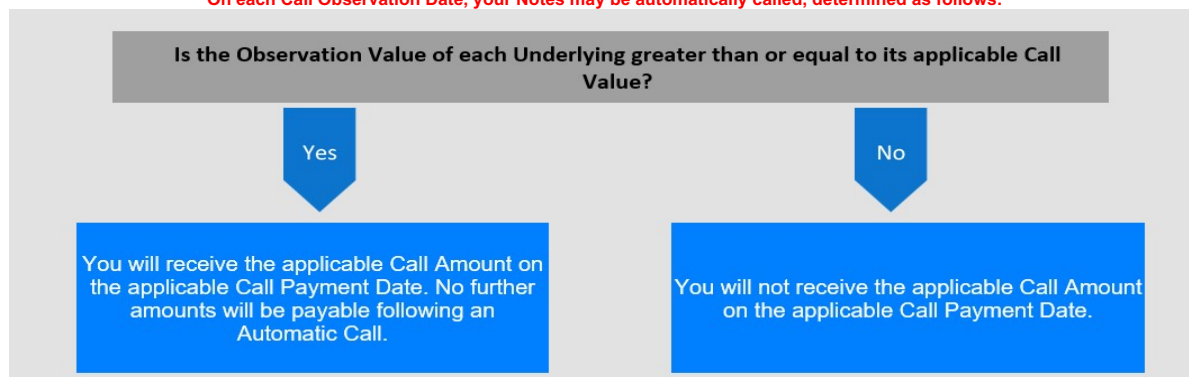 On each Call Observation Date, your Notes may be automatically called, determined as follows:
Is the Observation Value of each Underlying greater than or equal to its applicable Call
Value?
Yes
No
You will receive the applicable Call Amount on
the applicable Call Payment Date. No further
amounts will be payable following an
Automatic Call.
You will not receive the applicable Call Amount
on the applicable Call Payment Date.